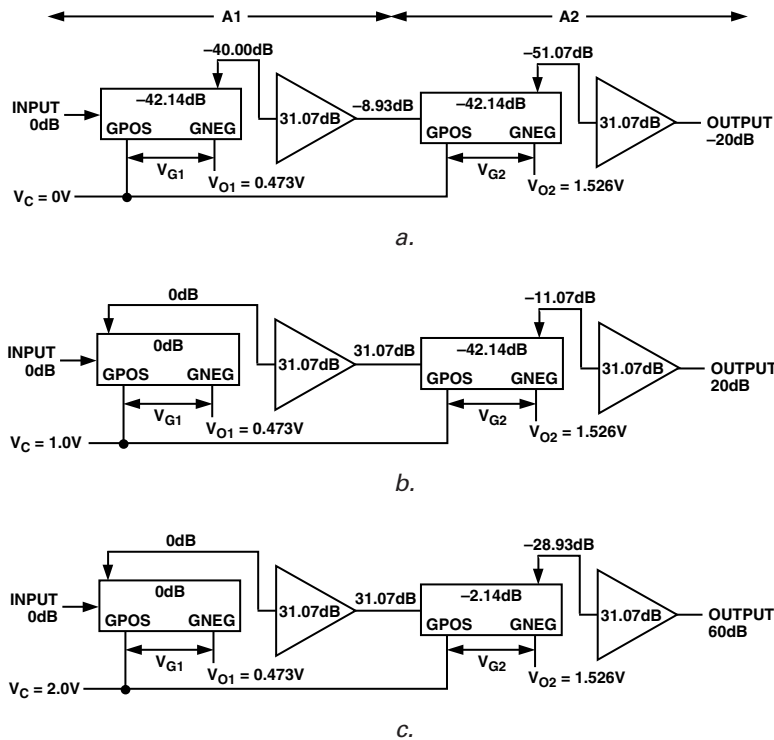 A1 A2
–40.00dB –51.07dB
INPUT 0dB –42.14dB GPOS GNEG 31.07dB –8.93dB –42.14dB GPOS GNEG 31.07dB OUTPUT –20dB
VG1 VG2
VC = 0V VO1 = 0.473V VO2 = 1.526V
a.
0dB –11.07dB
INPUT 0dB 0dB GPOS GNEG 31.07dB 31.07dB –42.14dB GPOS GNEG 31.07dB OUTPUT 20dB
VG1 VG2
VC = 1.0V VO1 = 0.473V VO2 = 1.526V
b.
0dB –28.93dB
INPUT 0dB 0dB GPOS GNEG 31.07dB 31.07dB –2.14dB GPOS GNEG 31.07dB OUTPUT 60dB
VG1 VG2
VC = 2.0V VO1 = 0.473V VO2 = 1.526V
c.